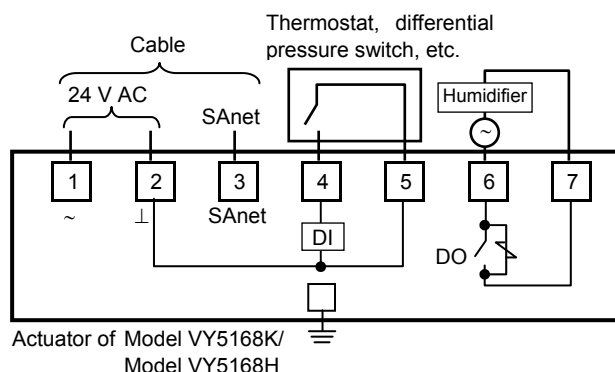 Thermostat, differential
pressure switch, etc.
Cable
24 V AC
SAnet
Humidifier
~
1
2
3
4
5
6
7
~
⊥
SAnet
DI
DO
Actuator of Model VY5168K/
Model VY5168H